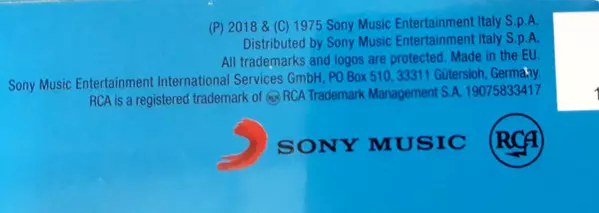 (P) 2018 & (C) 1975 Sony Music Entertainment Italy S.p.A.
Distributed by Sony Music Entertainment Italy S.p.A.
All trademarks and logos are protected. Made in the EU.
Sony Music Entertainment International Services GmbH, PO Box 510, 33311 Gütersloh, Germany.
RCA is a registered trademark of RCA RCA Trademark Management S.A. 19075833417
SONY MUSIC RCA
1